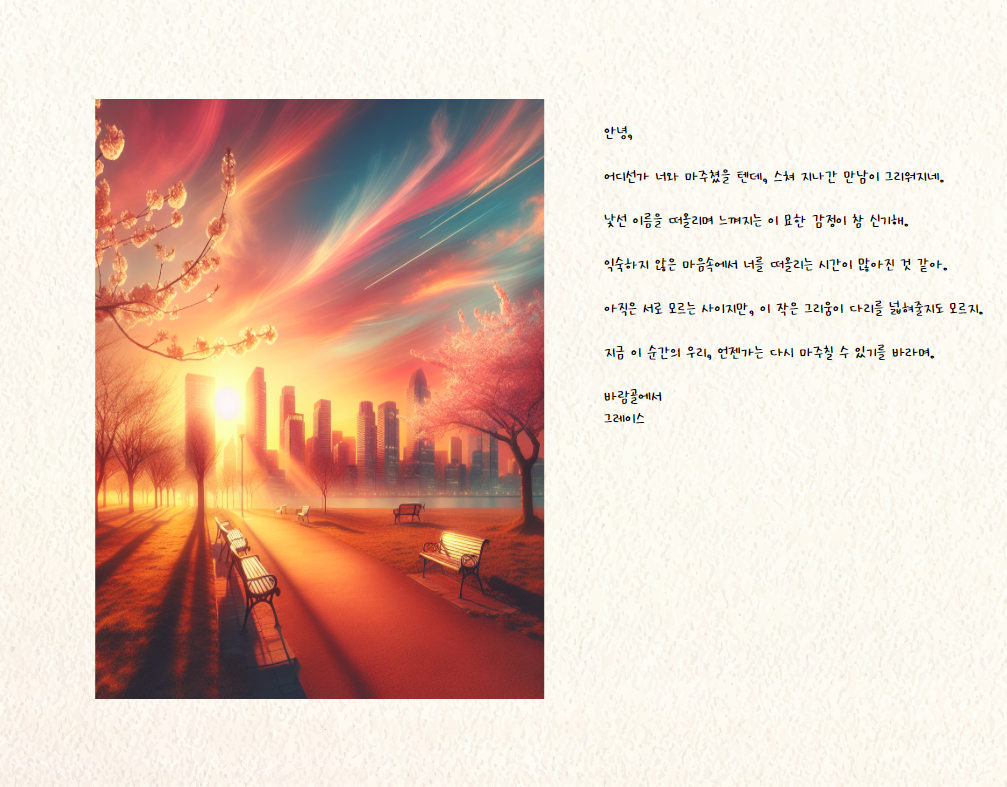 안녕,
어디선가 너와 마주쳤을 텐데, 스쳐 지나간 만남이 그리워지네.
낯선 이름을 떠올리며 느껴지는 이 묘한 감정이 참 신기해.
익숙하지 않은 마음속에서 너를 떠올리는 시간이 많아진 것 같아.
아직은 서로 모르는 사이지만, 이 작은 그리움이 다리를 넓혀줄지도 모르지.
지금 이 순간의 우리, 언젠가는 다시 마주칠 수 있기를 바라며.
바람골에서
그레이스